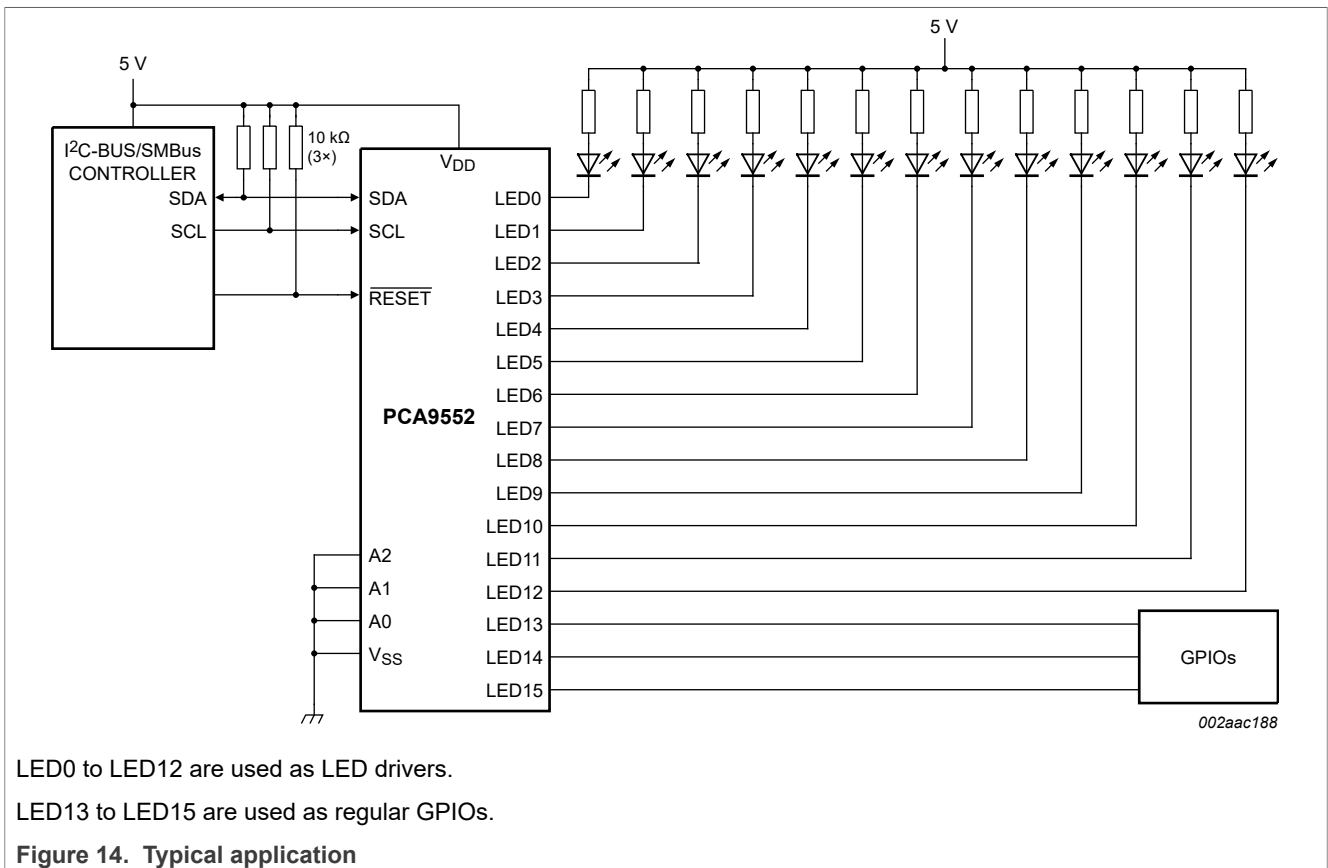 5 V
5 V
10 kΩ
(3×)
I²C-BUS/SMBus
CONTROLLER
SDA
SCL
VDD
SDA
SCL
RESET
PCA9552
A2
A1
A0
VSS
LED0
LED1
LED2
LED3
LED4
LED5
LED6
LED7
LED8
LED9
LED10
LED11
LED12
LED13
LED14
LED15
GPIOs
002aac188
LED0 to LED12 are used as LED drivers.
LED13 to LED15 are used as regular GPIOs.
Figure 14. Typical application